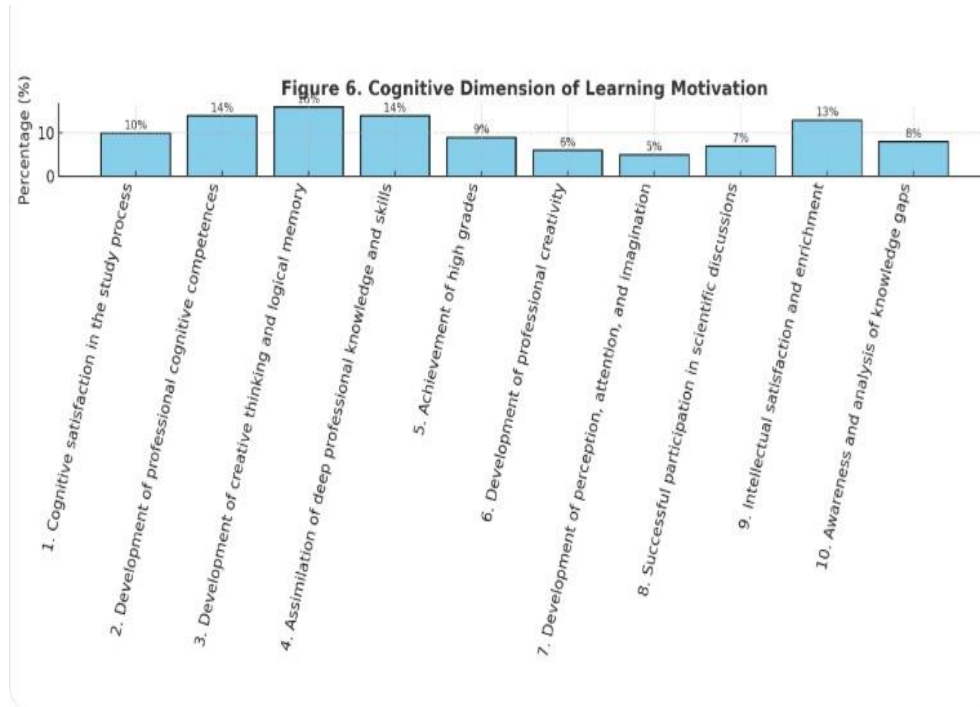 Figure 6. Cognitive Dimension of Learning Motivation
Percentage (%)
10
0
10%
14%
16%
14%
9%
6%
5%
7%
13%
8%
1. Cognitive satisfaction in the study process
2. Development of professional cognitive competences
3. Development of creative thinking and logical memory
4. Assimilation of deep professional knowledge and skills
5. Achievement of high grades
6. Development of professional creativity
7. Development of perception, attention, and imagination
8. Successful participation in scientific discussions
9. Intellectual satisfaction and enrichment
10. Awareness and analysis of knowledge gaps